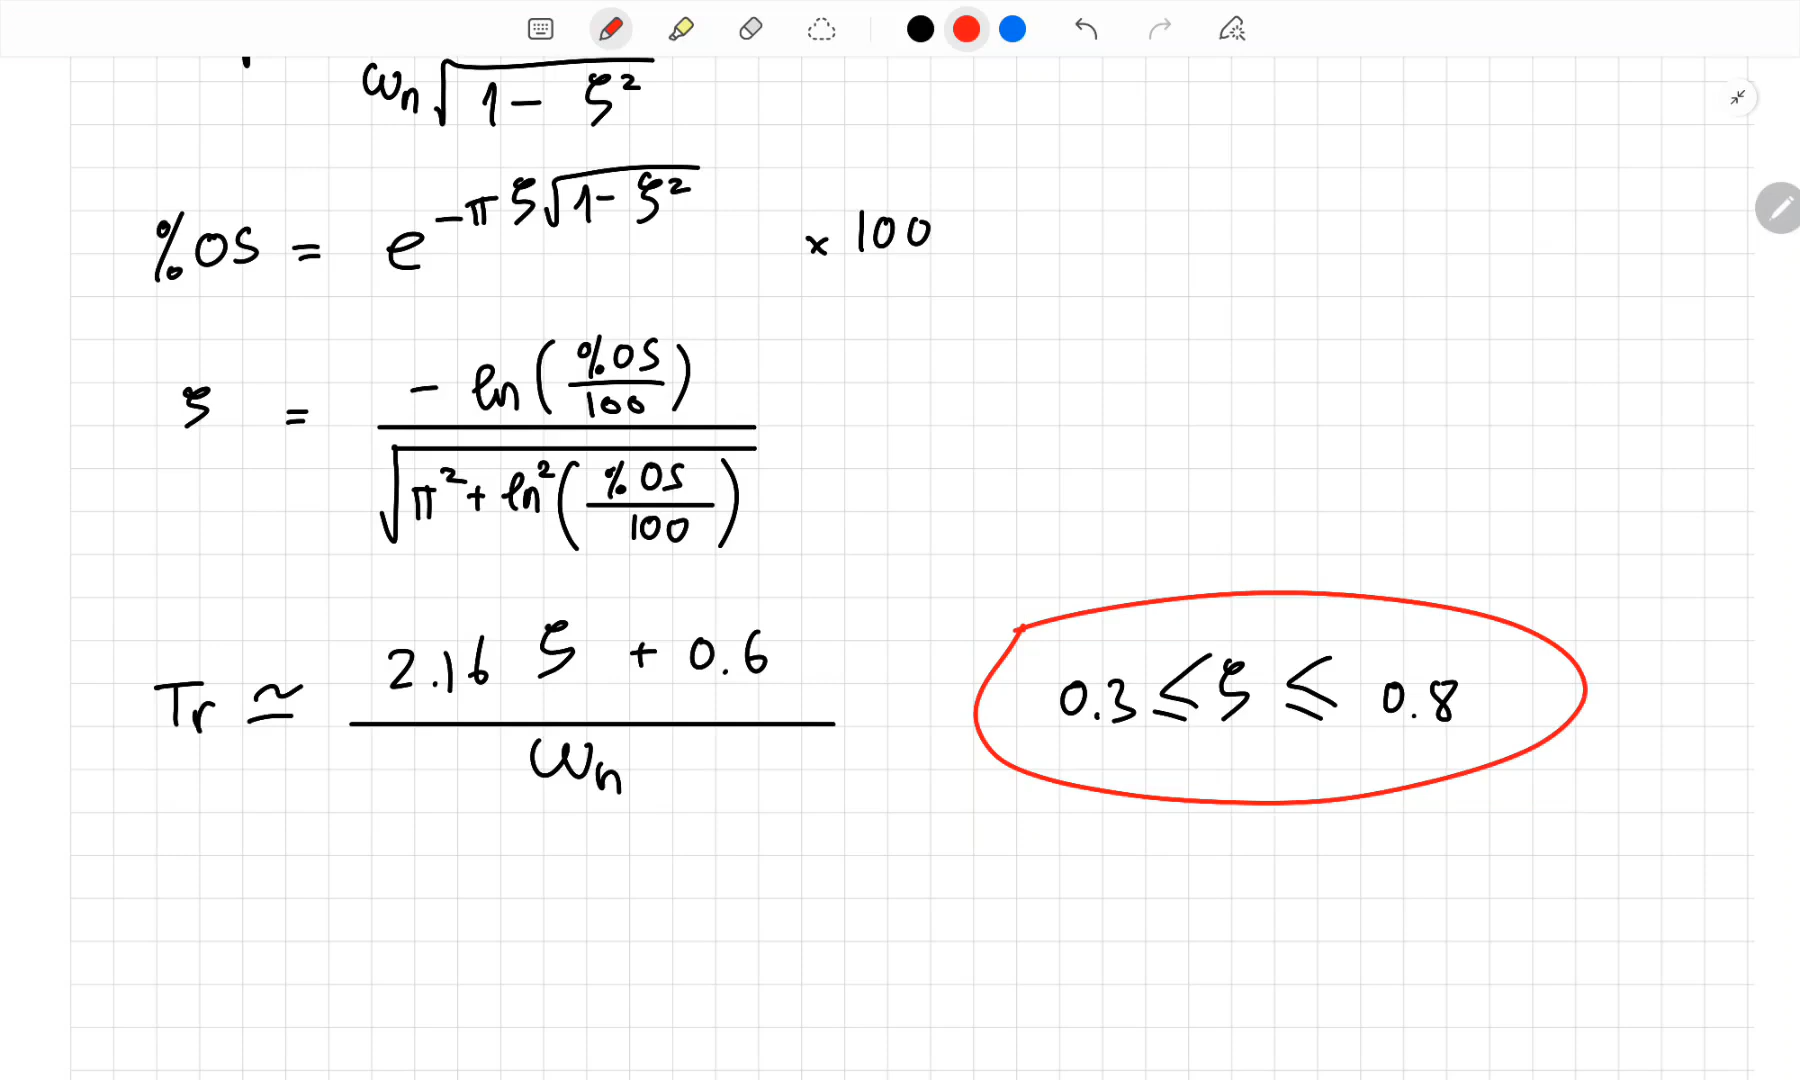 ωn√(1 - ζ²)
%OS = e^(-πζ√(1-ζ²)) × 100
ζ = -ln(%OS/100) / √(π² + ln²(%OS/100))
Tr ≃ (2.16 ζ + 0.6) / ωn
0.3 ≤ ζ ≤ 0.8